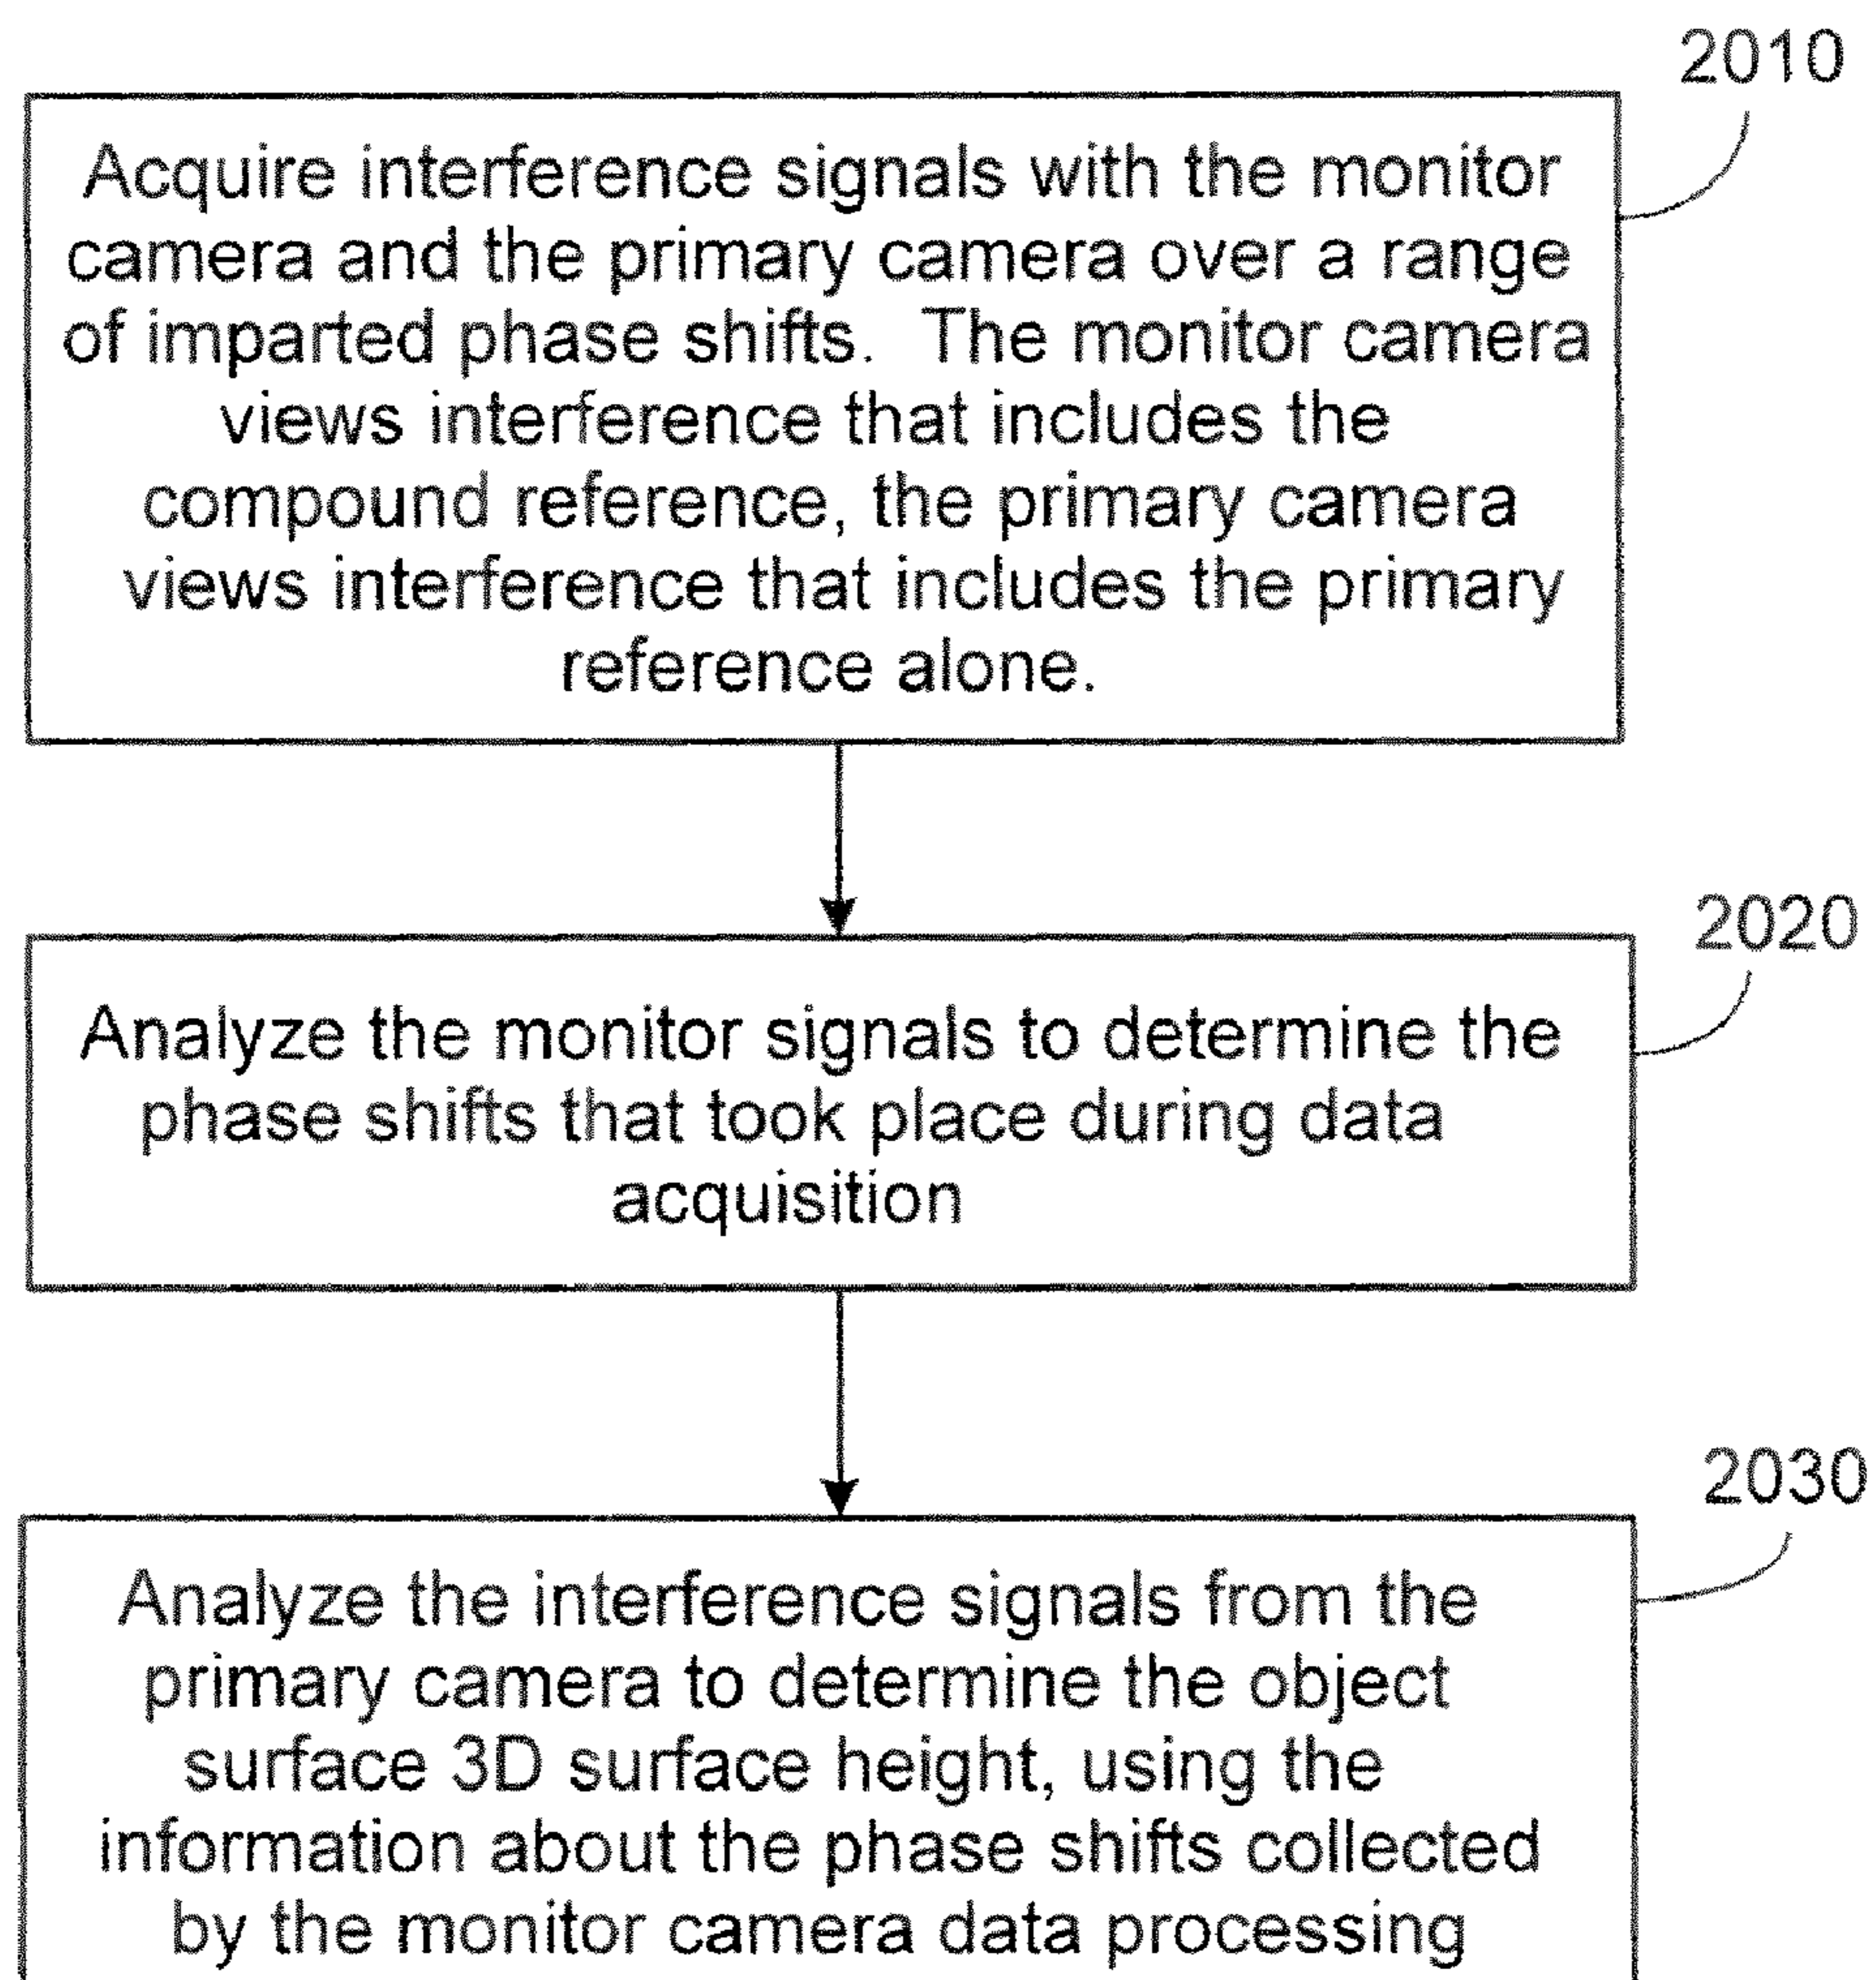 2010
Acquire interference signals with the monitor
camera and the primary camera over a range
of imparted phase shifts. The monitor camera
views interference that includes the
compound reference, the primary camera
views interference that includes the primary
reference alone.
2020
Analyze the monitor signals to determine the
phase shifts that took place during data
acquisition
2030
Analyze the interference signals from the
primary camera to determine the object
surface 3D surface height, using the
information about the phase shifts collected
by the monitor camera data processing